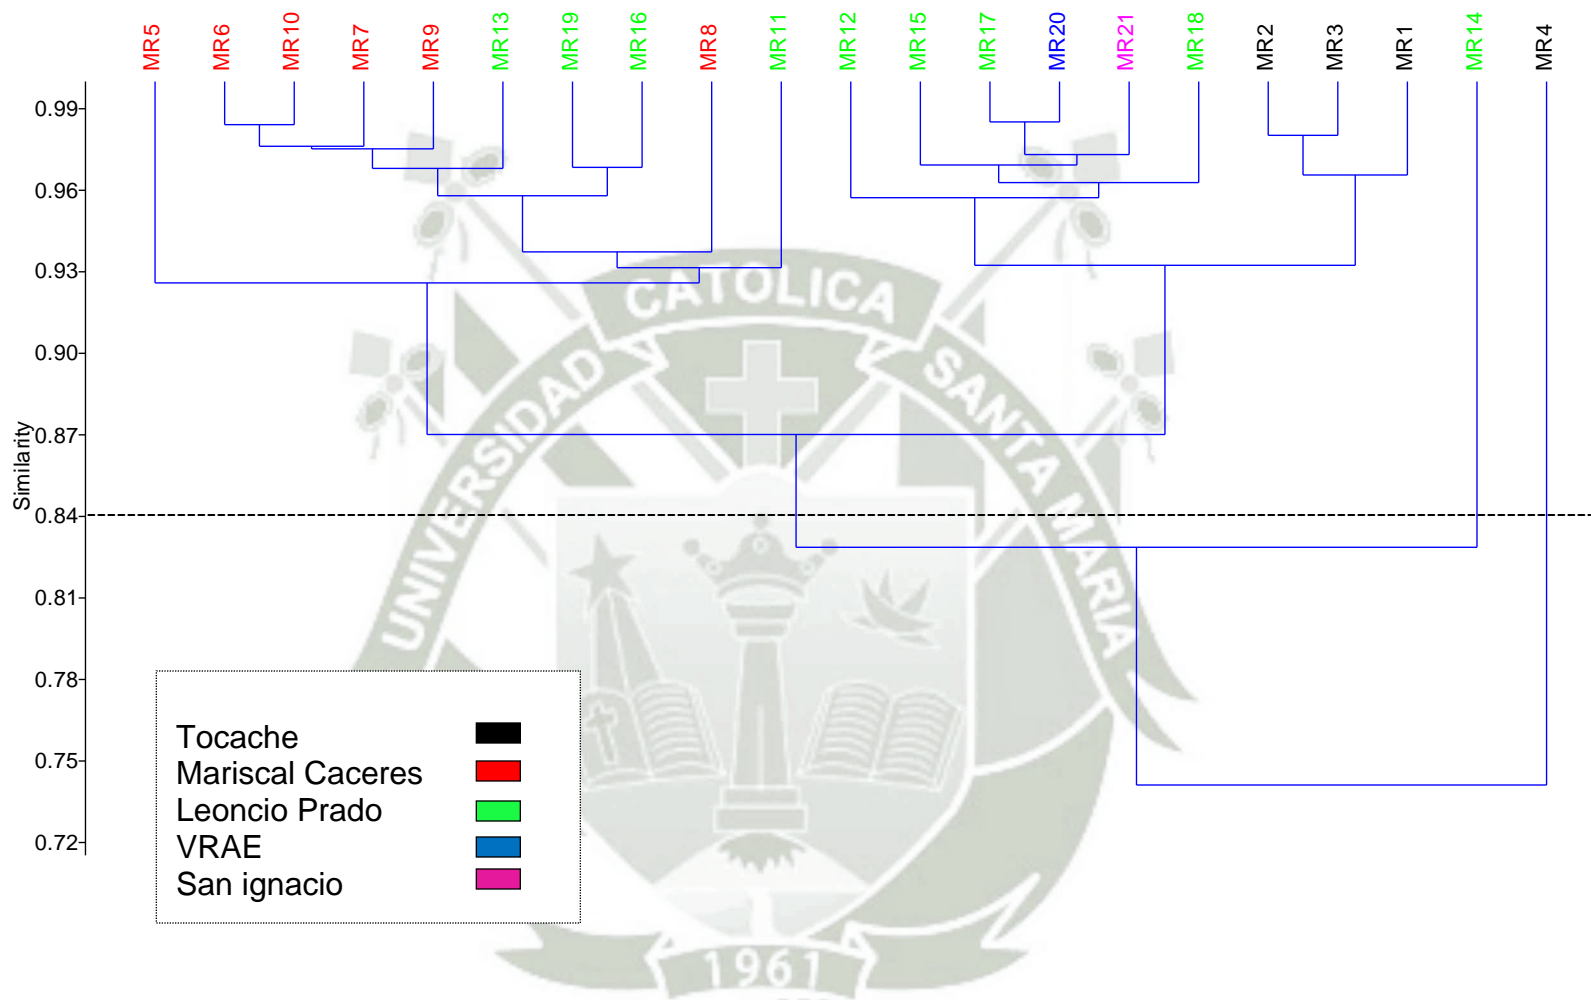 MR5 MR6 MR10 MR7 MR9 MR13 MR19 MR16 MR8 MR11 MR12 MR15 MR17 MR20 MR21 MR18 MR2 MR3 MR1 MR14 MR4
0.99
0.96
0.93
0.90
0.87
0.84
0.81
0.78
0.75
0.72
Similarity
UNIVERSIDAD
CATOLICA
SANTA MARIA
Tocache
Mariscal Caceres
Leoncio Prado
VRAE
San ignacio
1961